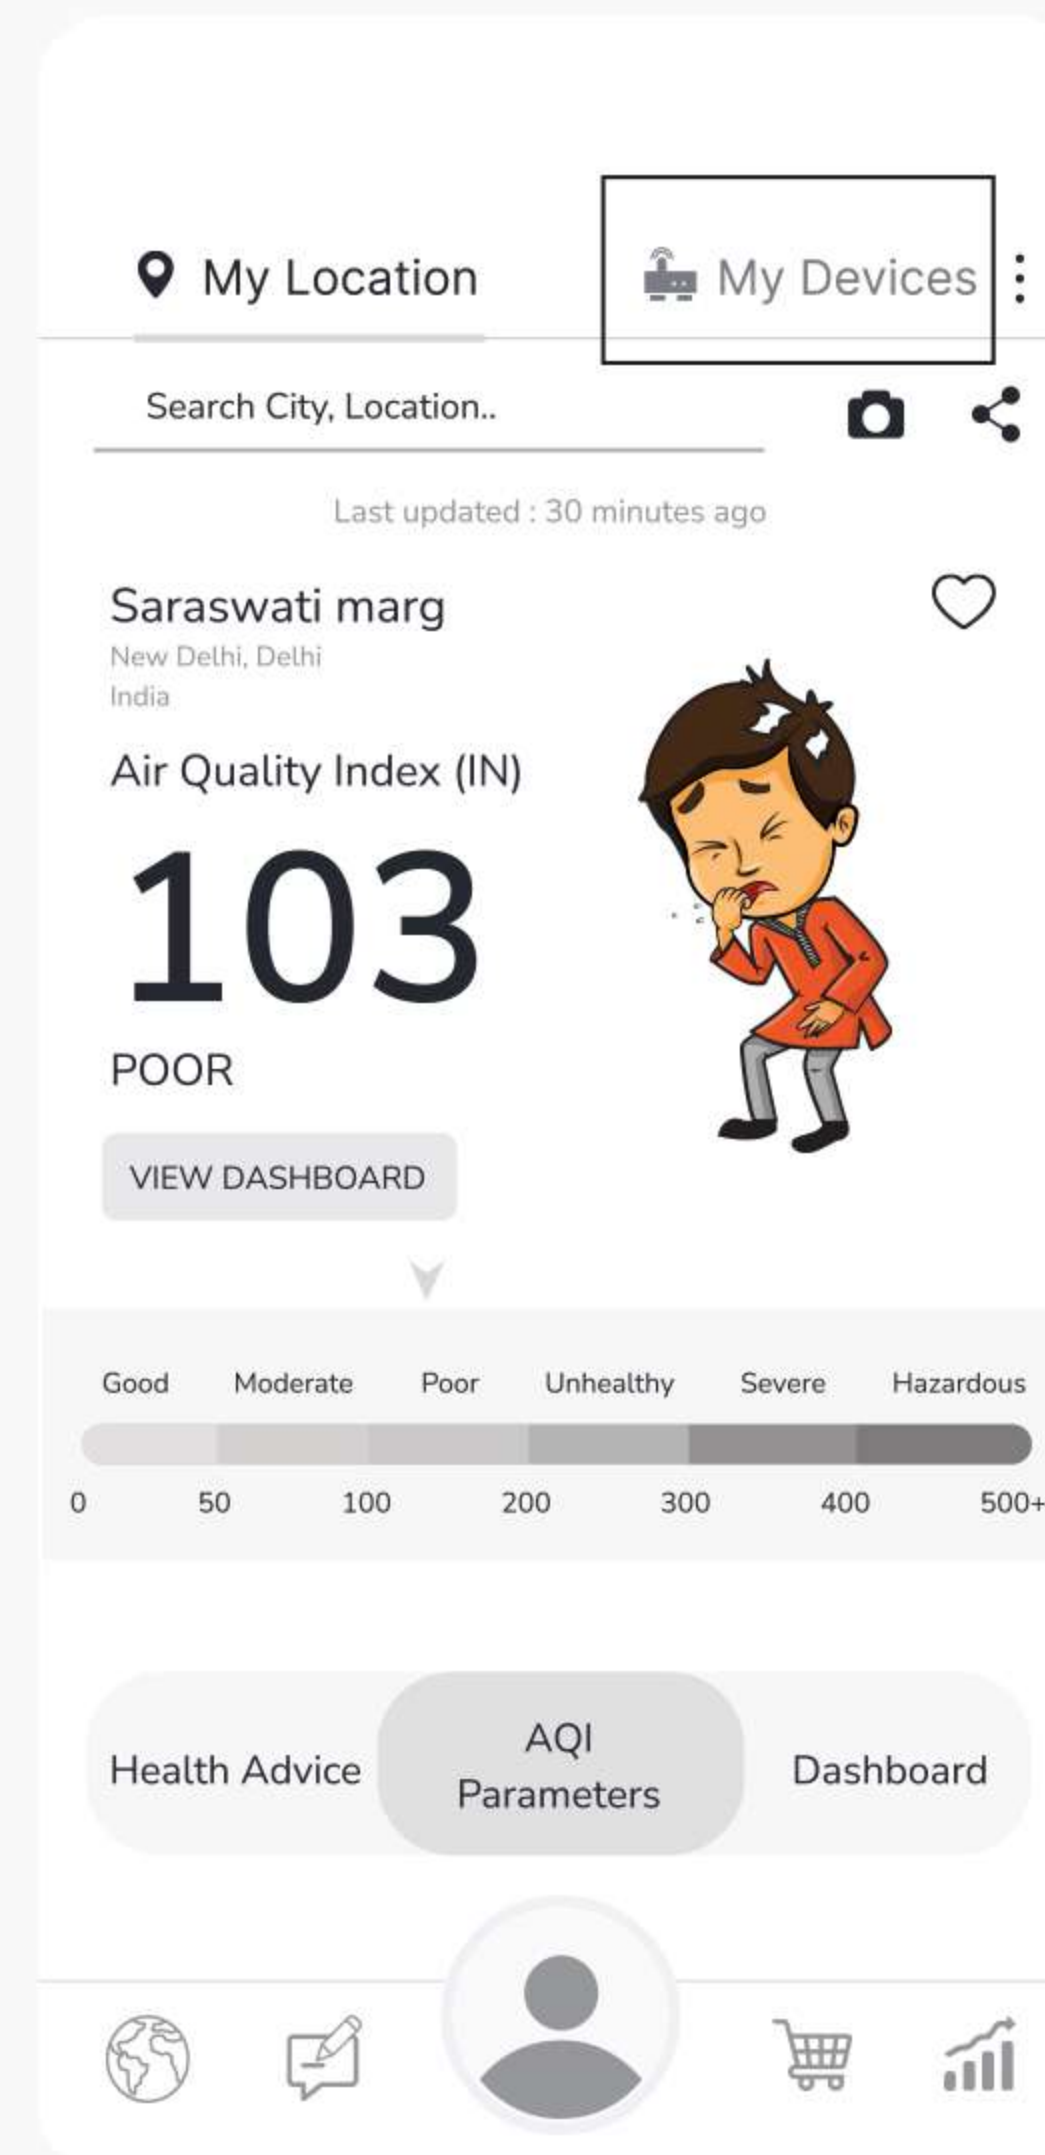 My Location
My Devices
Search City, Location..
Last updated : 30 minutes ago
Saraswati marg
New Delhi, Delhi
India
Air Quality Index (IN)
103
POOR
VIEW DASHBOARD
Good Moderate Poor Unhealthy Severe Hazardous
0 50 100 200 300 400 500+
Health Advice
AQI
Parameters
Dashboard